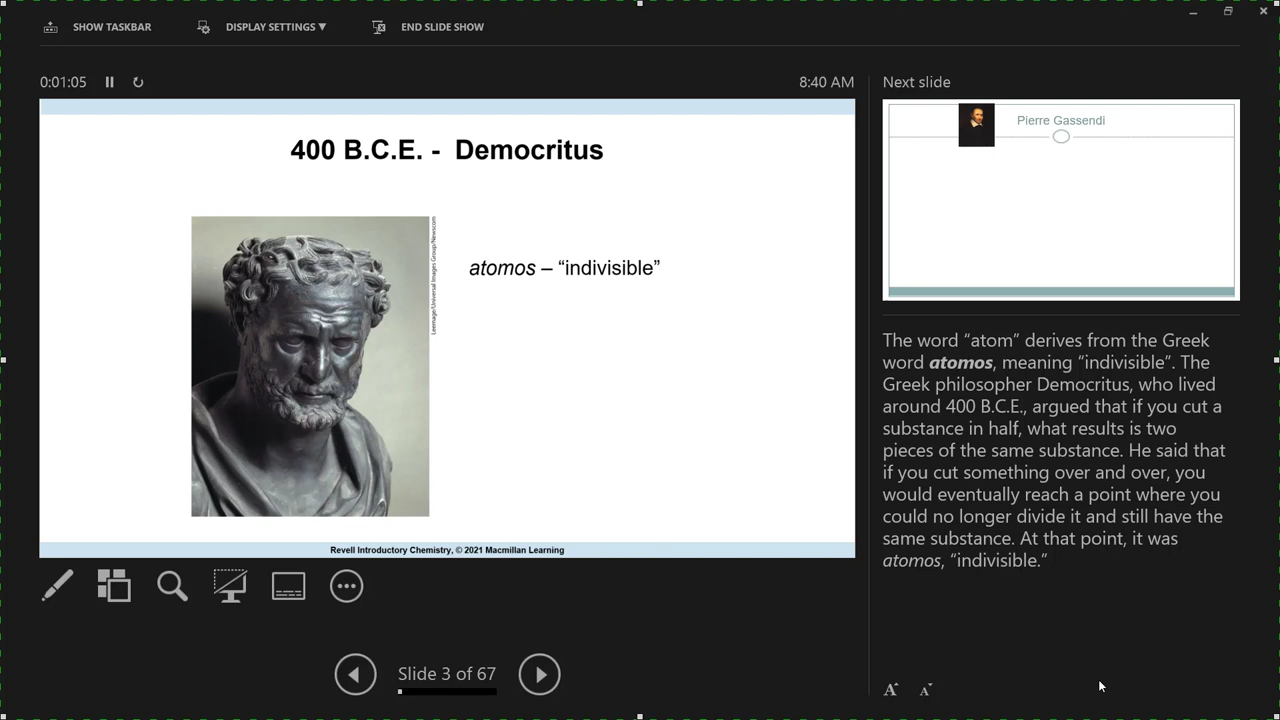 SHOW TASKBAR
DISPLAY SETTINGS ▼
END SLIDE SHOW
0:01:05
8:40 AM
400 B.C.E. - Democritus
atomos – “indivisible”
Leemage/Universal Images Group/Newscom
Revell Introductory Chemistry, © 2021 Macmillan Learning
Slide 3 of 67
Next slide
Pierre Gassendi
The word “atom” derives from the Greek
word atomos, meaning “indivisible”. The
Greek philosopher Democritus, who lived
around 400 B.C.E., argued that if you cut a
substance in half, what results is two
pieces of the same substance. He said that
if you cut something over and over, you
would eventually reach a point where you
could no longer divide it and still have the
same substance. At that point, it was
atomos, “indivisible.”
A A